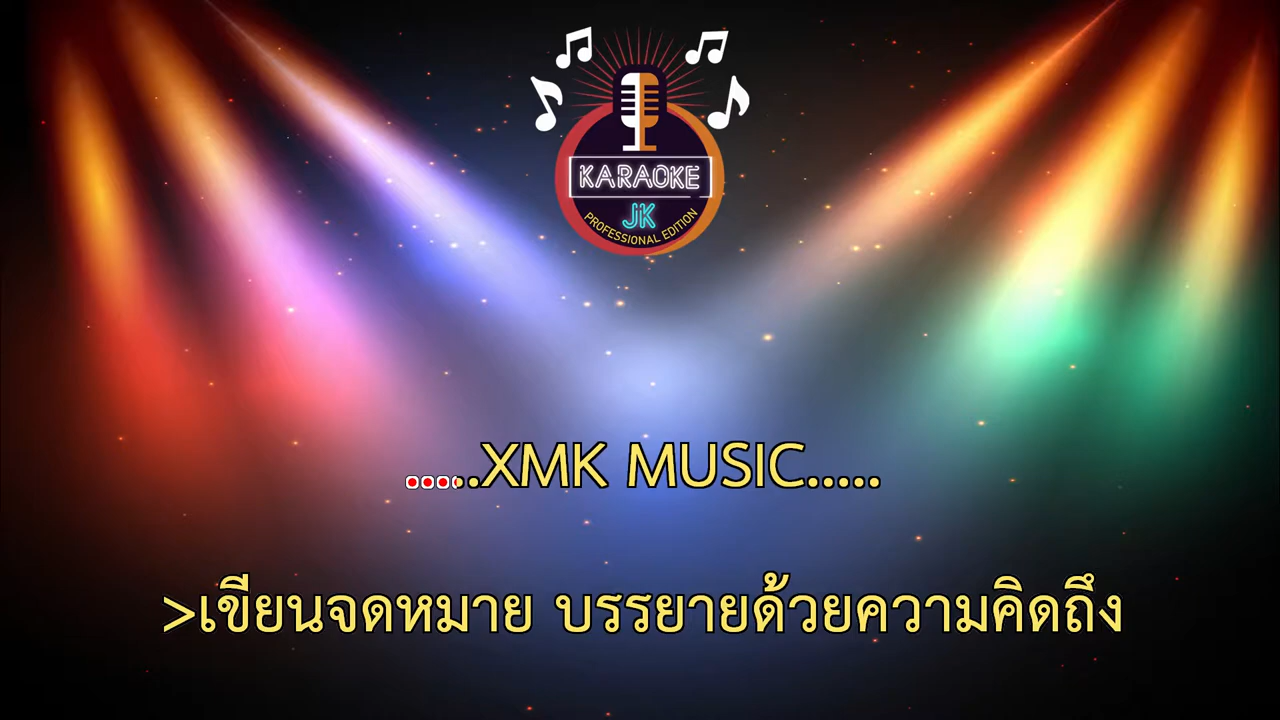 KARAOKE
JK
PROFESSIONAL EDITION
.....XMK MUSIC.....
>เขียนจดหมาย บรรยายด้วยความคิดถึง